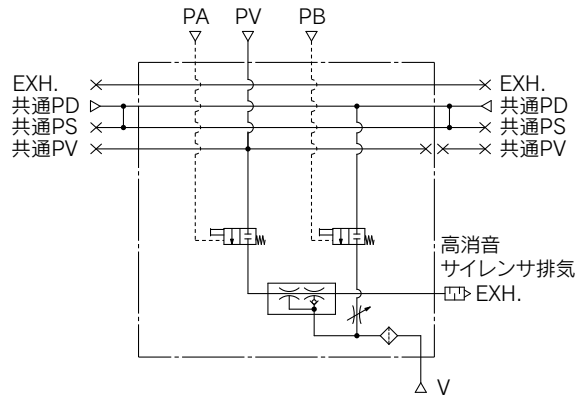 PA PV PB
EXH. EXH.
共通PD 共通PD
共通PS 共通PS
共通PV 共通PV
高消音
サイレンサ排気
EXH.
V